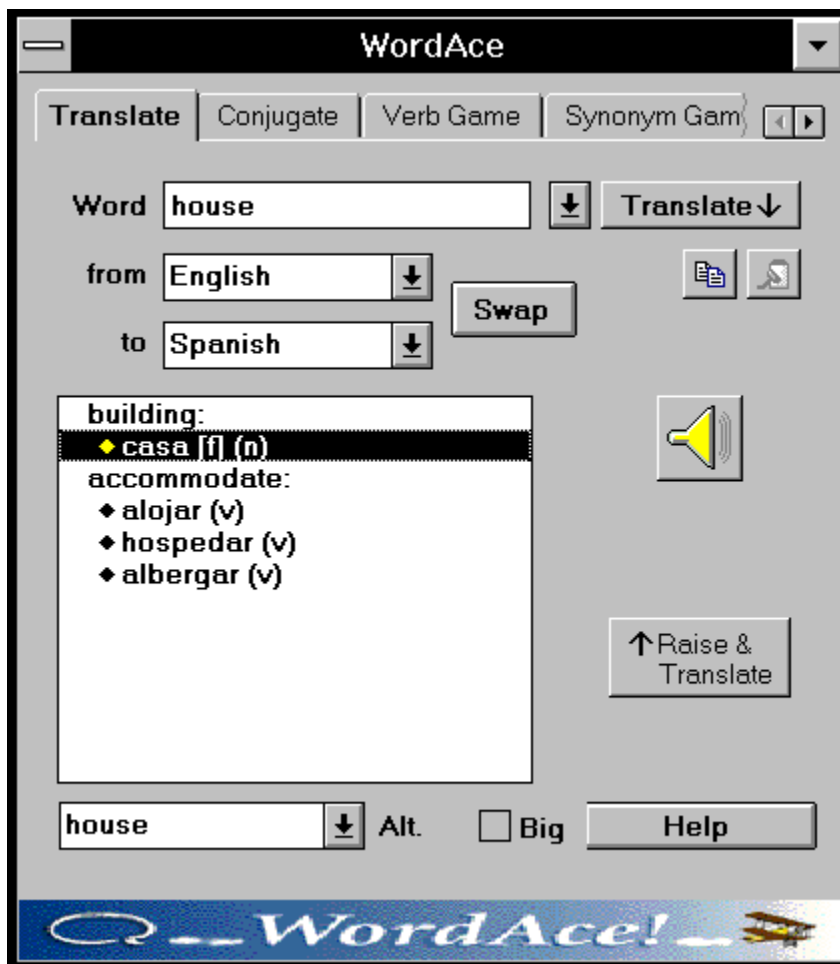 WordAce
Translate Conjugate Verb Game Synonym Gam
Word house Translate↓
from English
Swap
to Spanish
building:
casa [f] (n)
accommodate:
alojar (v)
hospedar (v)
albergar (v)
↑Raise &
Translate
house Alt. Big Help
WordAce!